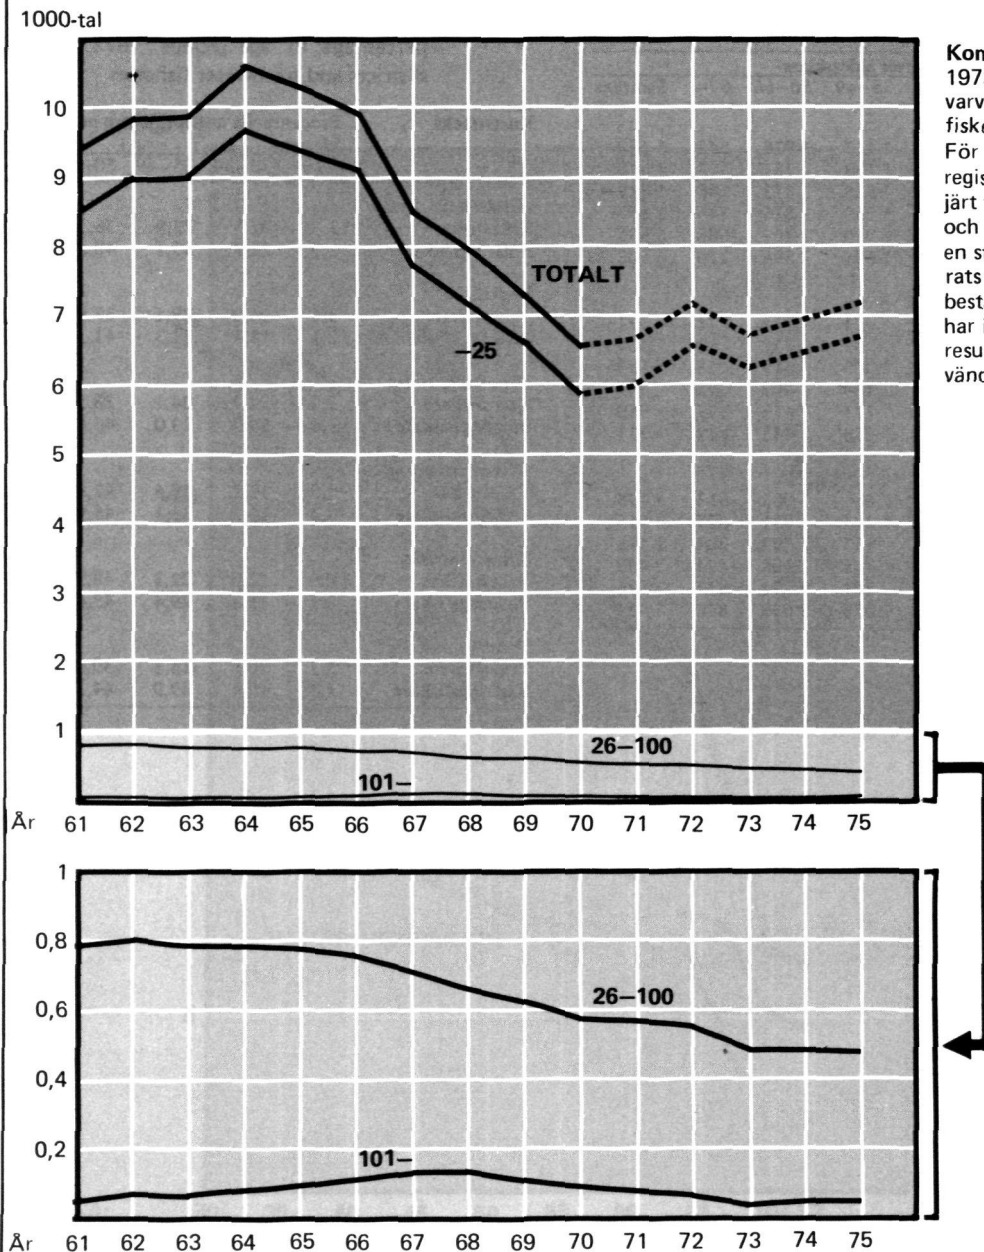 1000-tal
10
9
8
7
6
5
4
3
2
1
TOTALT
–25
26–100
101–
År 61 62 63 64 65 66 67 68 69 70 71 72 73 74 75
1
0,8
0,6
0,4
0,2
26–100
101–
År 61 62 63 64 65 66 67 68 69 70 71 72 73 74 75
Kom
197
varv
fiske
För
regis
järt
och
en st
rats
best
har i
resu
vänd